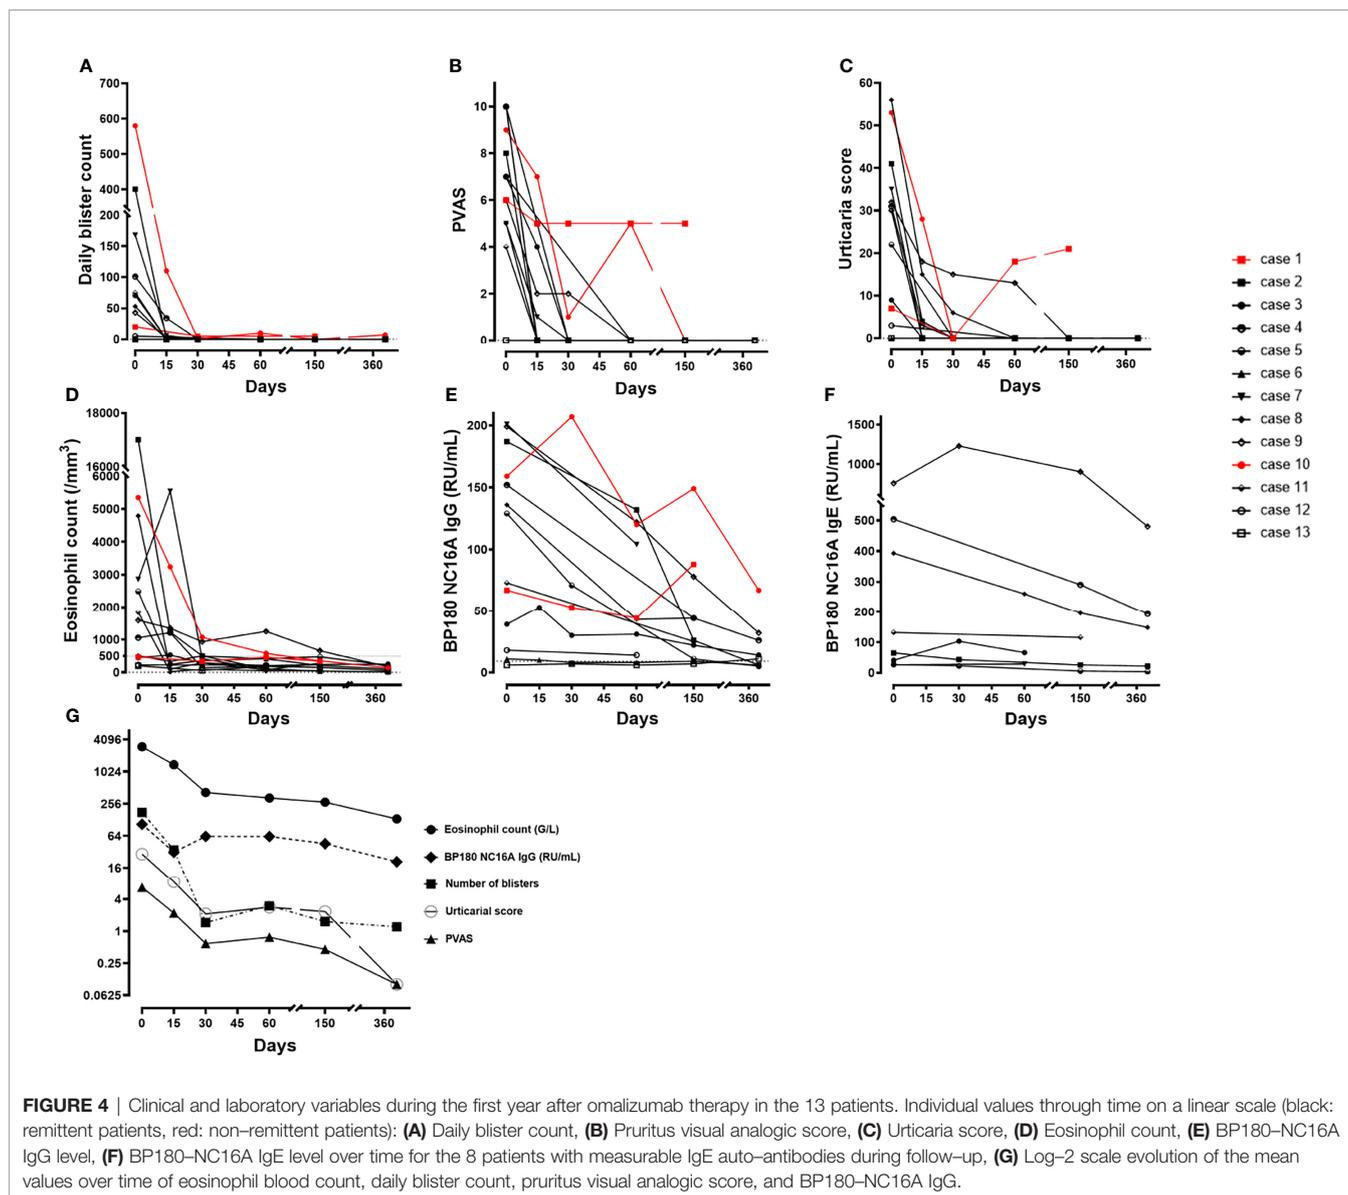 A
700
600
500
400
200
150
100
50
0
Daily blister count
0 15 30 45 60 150 360
Days
B
10
8
6
4
2
0
PVAS
0 15 30 45 60 150 360
Days
C
60
50
40
30
20
10
0
Urticaria score
0 15 30 45 60 150 360
Days
case 1
case 2
case 3
case 4
case 5
case 6
case 7
case 8
case 9
case 10
case 11
case 12
case 13
D
18000
16000
6000
5000
4000
3000
2000
1000
500
0
Eosinophil count (/mm³)
0 15 30 45 60 150 360
Days
E
200
150
100
50
0
BP180 NC16A IgG (RU/mL)
0 15 30 45 60 150 360
Days
F
1500
1000
500
400
300
200
100
0
BP180 NC16A IgE (RU/mL)
0 15 30 45 60 150 360
Days
G
4096
1024
256
64
16
4
1
0.25
0.0625
0 15 30 45 60 150 360
Days
Eosinophil count (G/L)
BP180 NC16A IgG (RU/mL)
Number of blisters
Urticarial score
PVAS
FIGURE 4 | Clinical and laboratory variables during the first year after omalizumab therapy in the 13 patients. Individual values through time on a linear scale (black:
remittent patients, red: non–remittent patients): (A) Daily blister count, (B) Pruritus visual analogic score, (C) Urticaria score, (D) Eosinophil count, (E) BP180–NC16A
IgG level, (F) BP180–NC16A IgE level over time for the 8 patients with measurable IgE auto–antibodies during follow–up, (G) Log–2 scale evolution of the mean
values over time of eosinophil blood count, daily blister count, pruritus visual analogic score, and BP180–NC16A IgG.